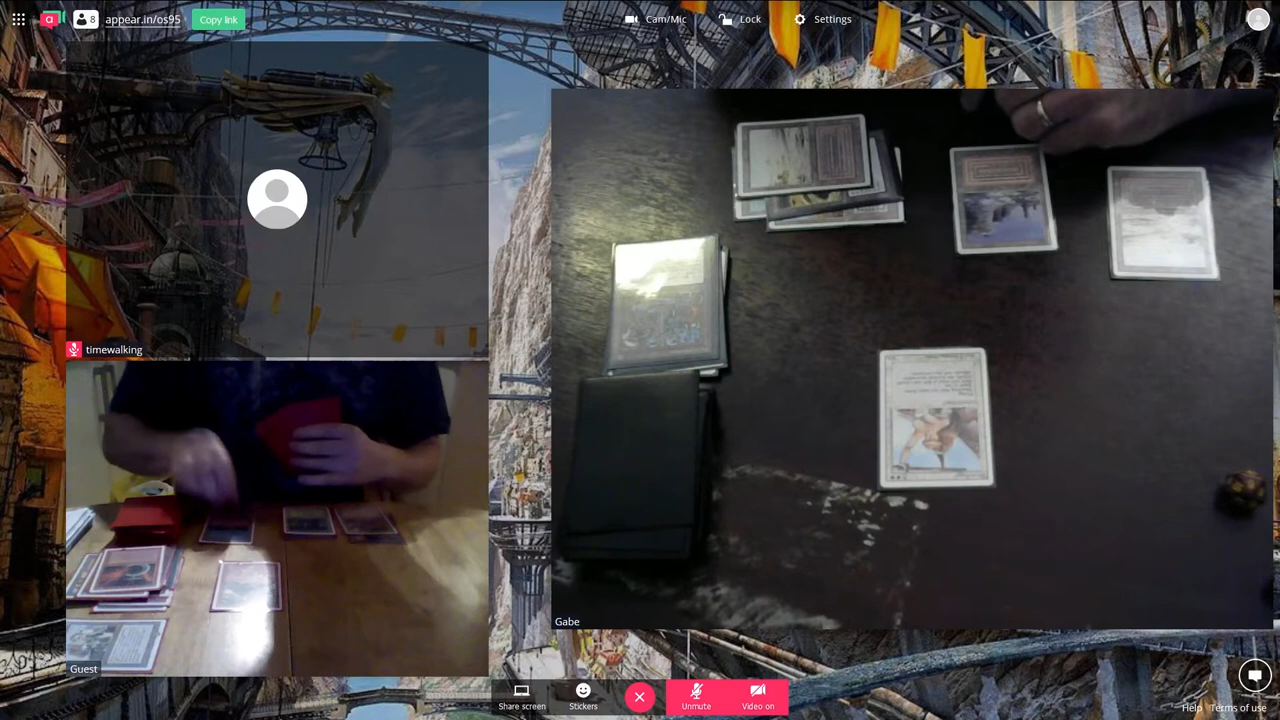 a 8 appear.in/os95 Copy link Cam/Mic Lock Settings
timewalking
Guest
Gabe
Share screen Stickers Unmute Video on
Help Terms of use